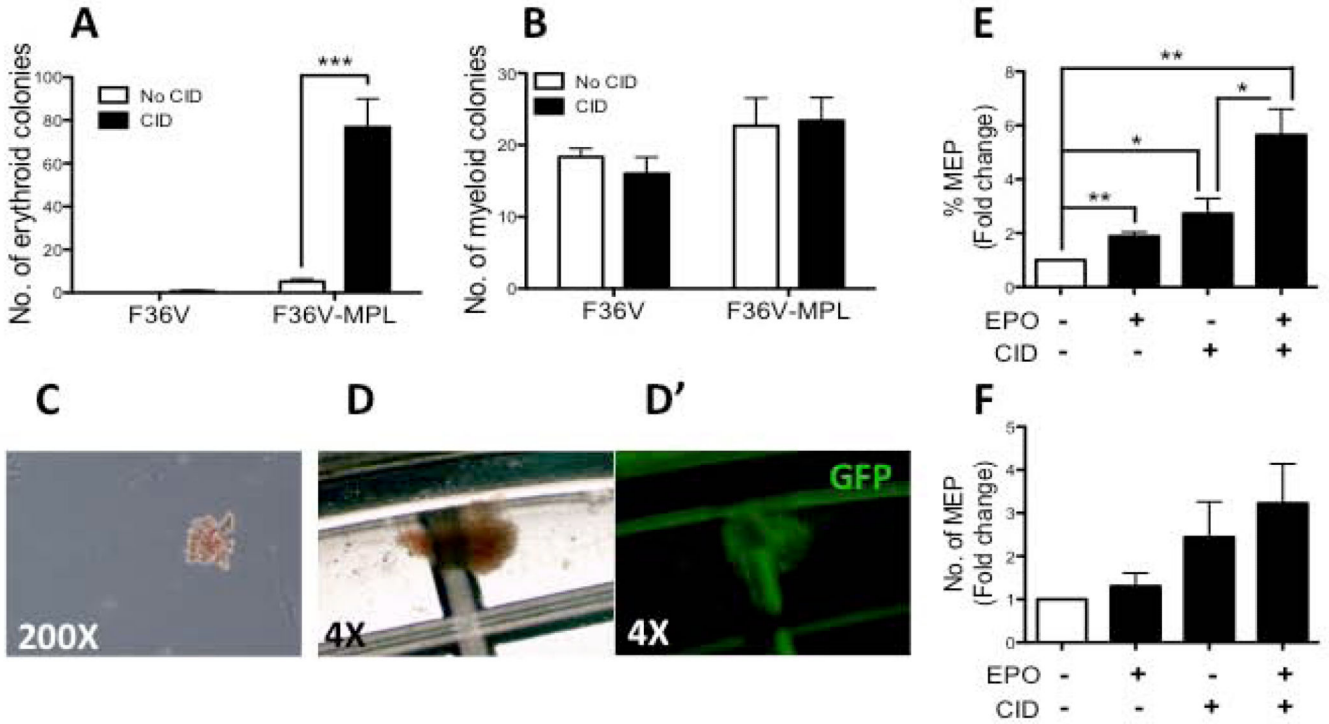 A
No. of erythroid colonies
100
80
60
40
20
0
No CID
CID
***
F36V
F36V-MPL
B
No. of myeloid colonies
30
20
10
0
No CID
CID
F36V
F36V-MPL
C
200X
D
4X
D’
GFP
4X
E
% MEP
(Fold change)
8
6
4
2
0
**
*
*
**
EPO - + - +
CID - - + +
F
No. of MEP
(Fold change)
5
4
3
2
1
0
EPO - + - +
CID - - + +